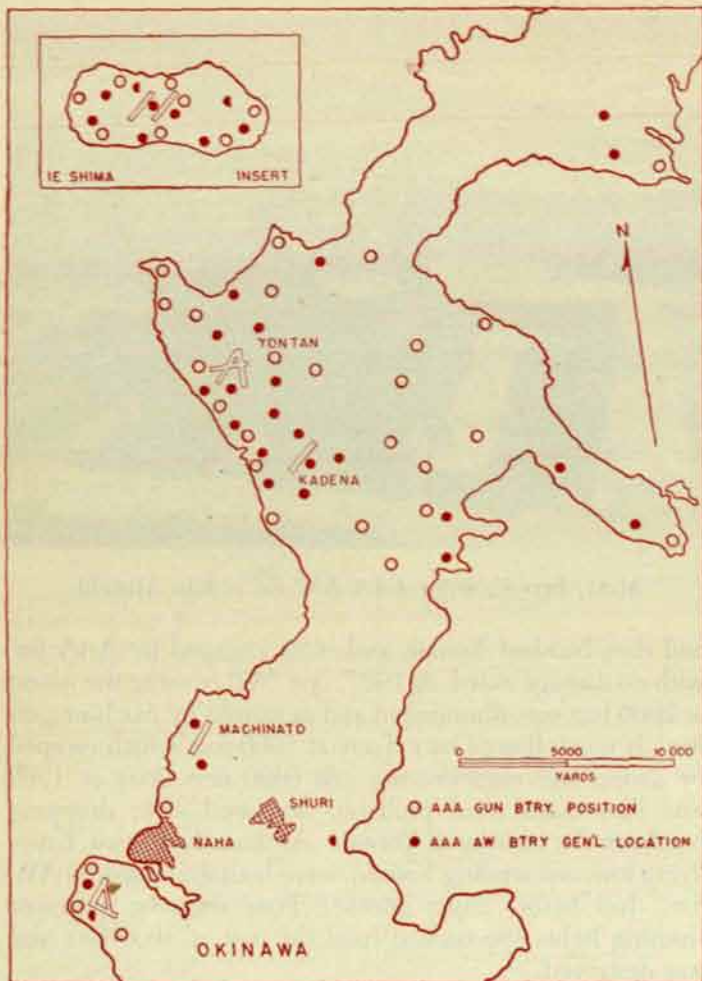 IE SHIMA INSERT
N
YONTAN
KADENA
MACHINATO
0 5000 10 000
YARDS
SHURI
○ AAA GUN BTRY. POSITION
NAHA
● AAA AW BTRY GEN'L LOCATION
OKINAWA